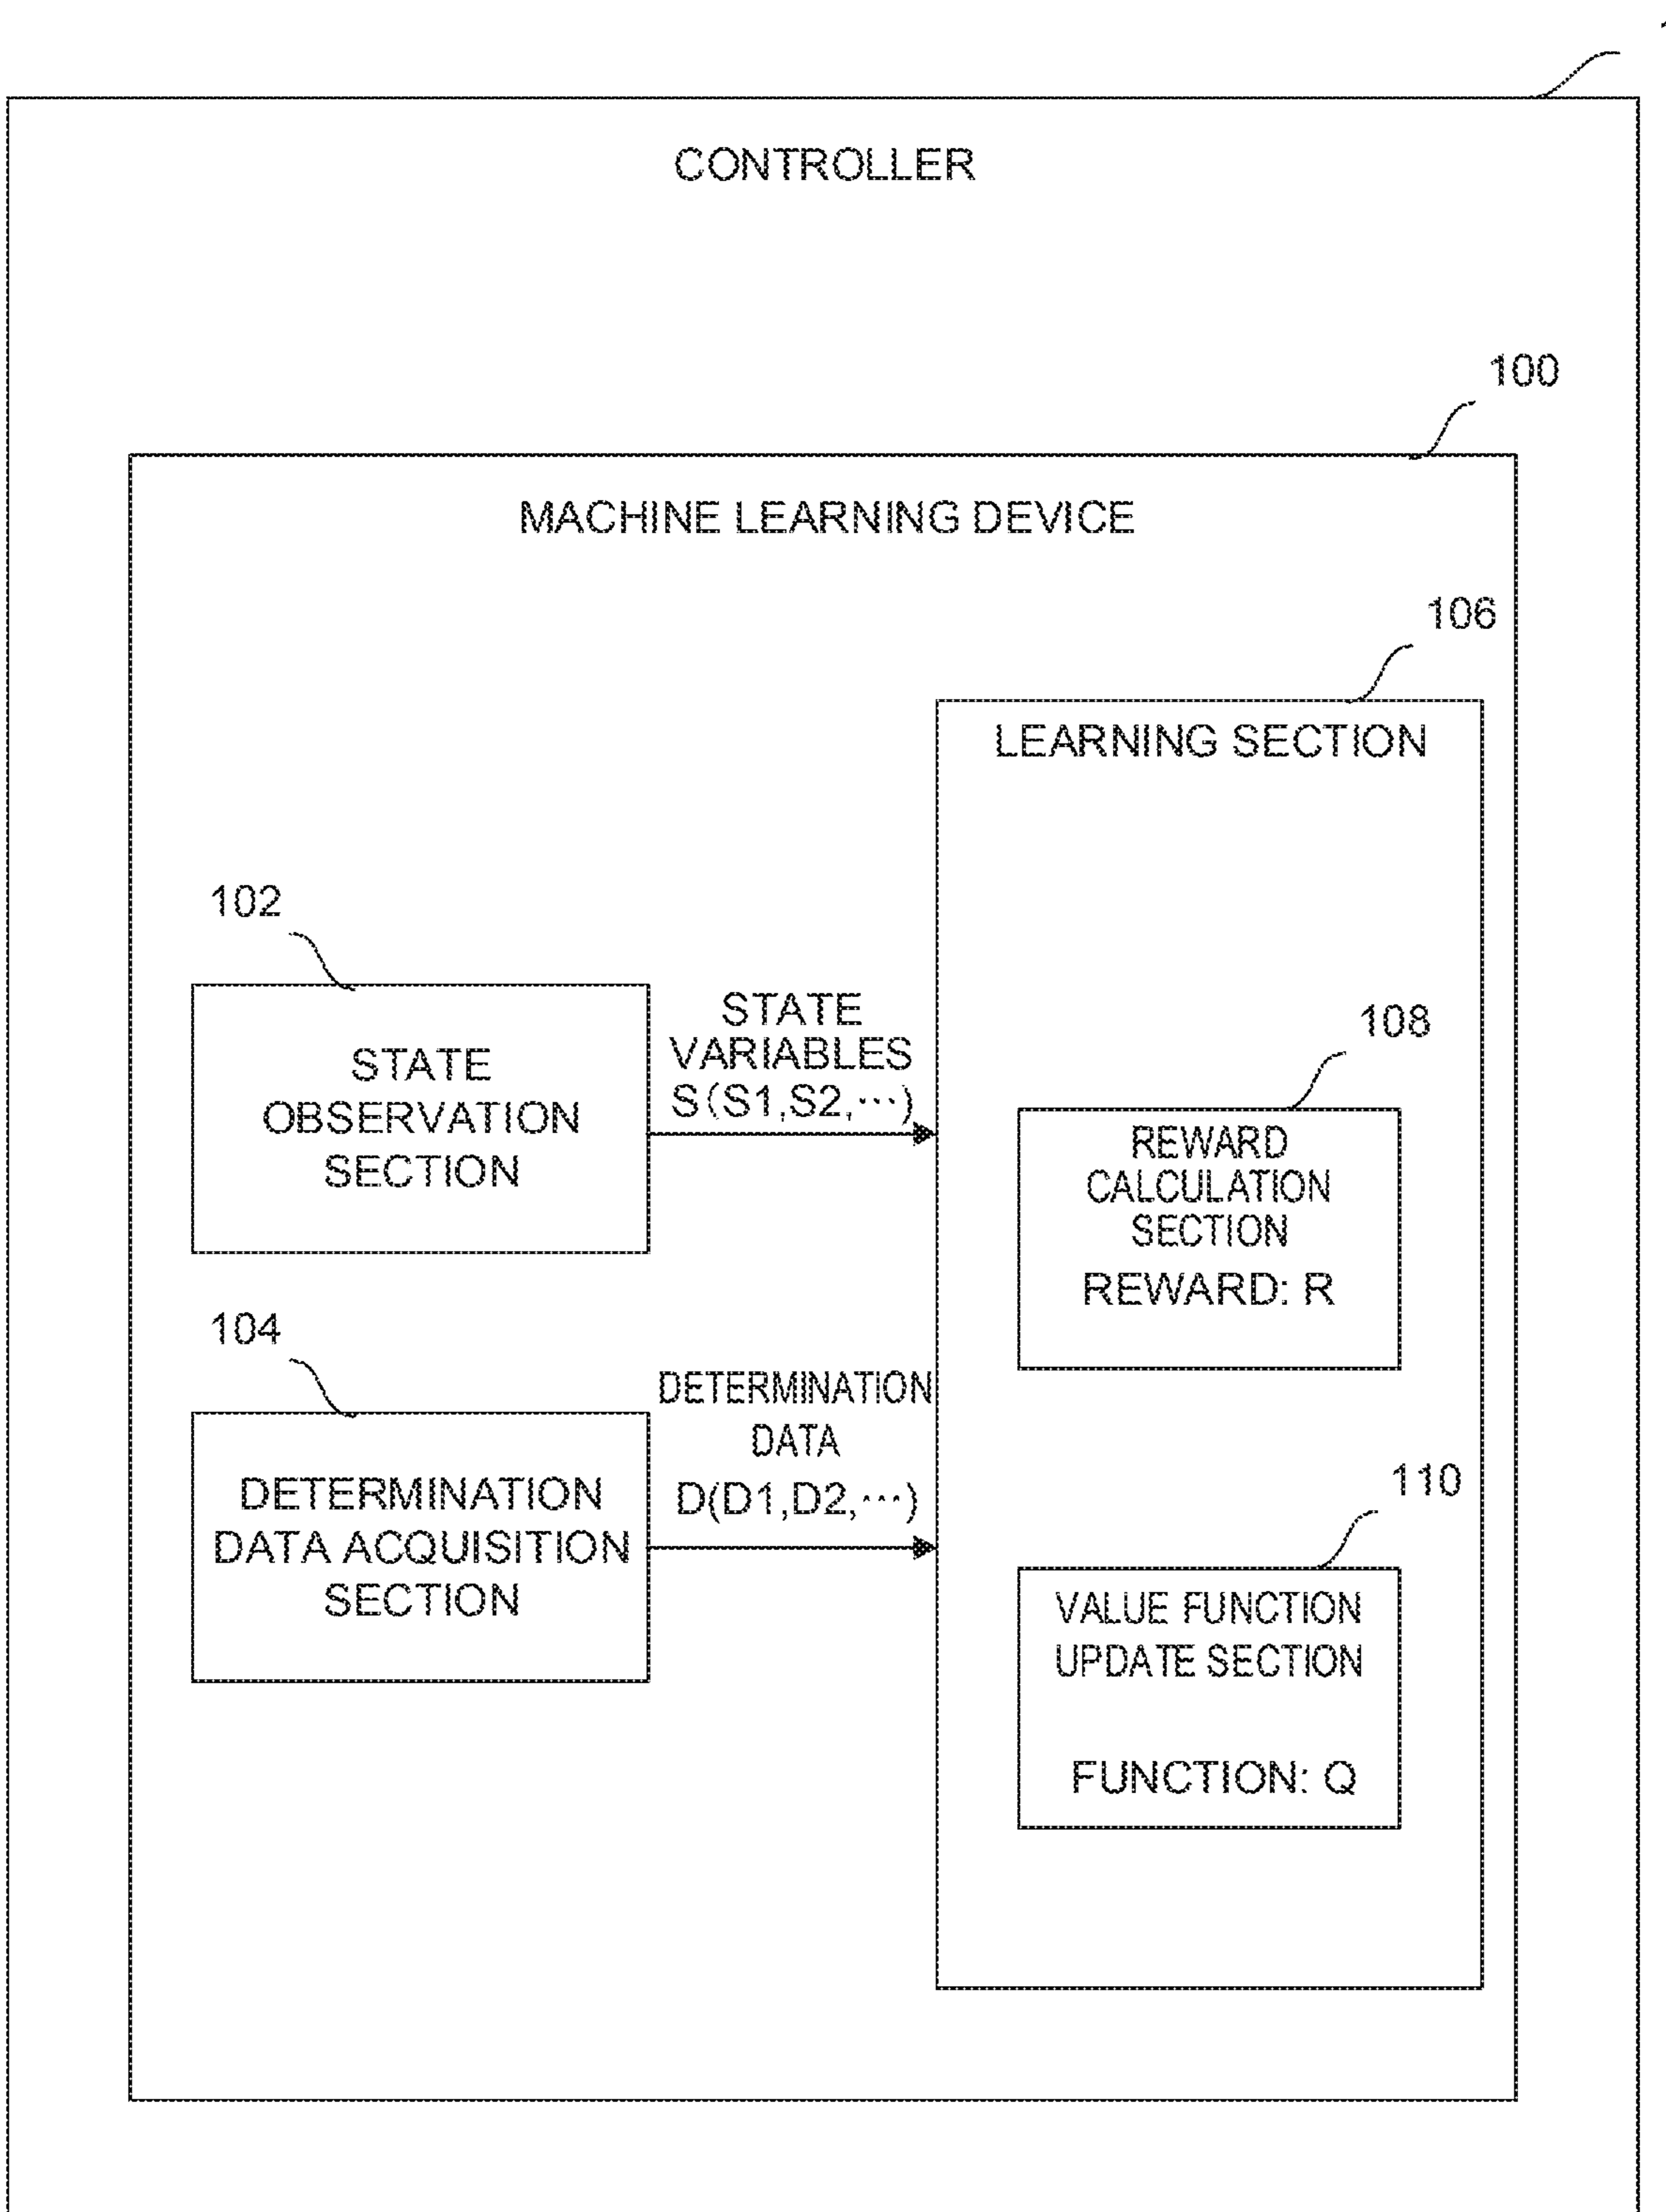 CONTROLLER
100
MACHINE LEARNING DEVICE
106
LEARNING SECTION
102
STATE
OBSERVATION
SECTION
STATE
VARIABLES
S(S1,S2,…)
108
REWARD
CALCULATION
SECTION
REWARD: R
104
DETERMINATION
DATA ACQUISITION
SECTION
DETERMINATION
DATA
D(D1,D2,…)
110
VALUE FUNCTION
UPDATE SECTION
FUNCTION: Q